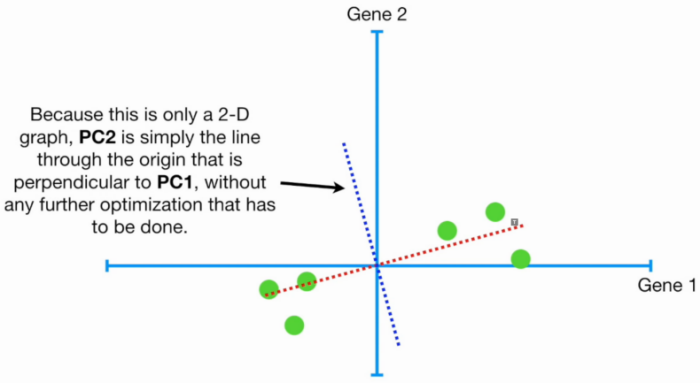 Gene 2
Because this is only a 2-D
graph, PC2 is simply the line
through the origin that is
perpendicular to PC1, without
any further optimization that has
to be done.
Gene 1